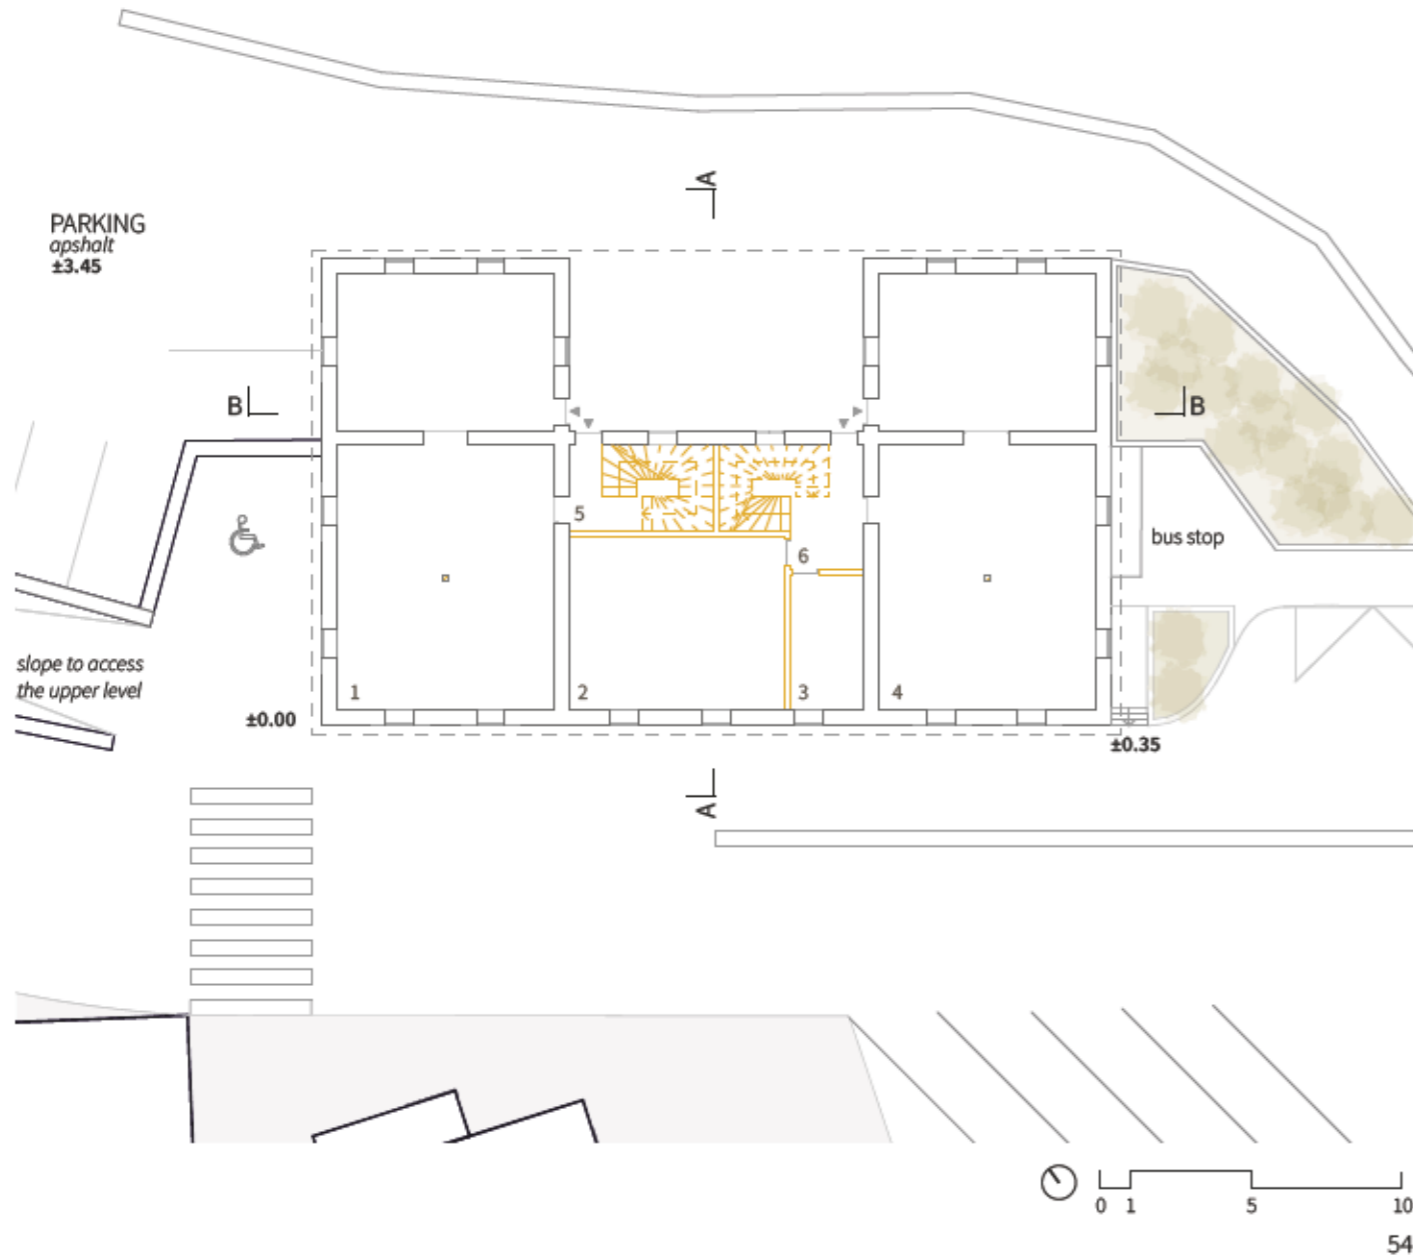 A
PARKING
apshalt
±3.45
B
B
5
6
bus stop
slope to access
the upper level
1
2
3
4
±0.00
±0.35
A
0 1 5 10
54